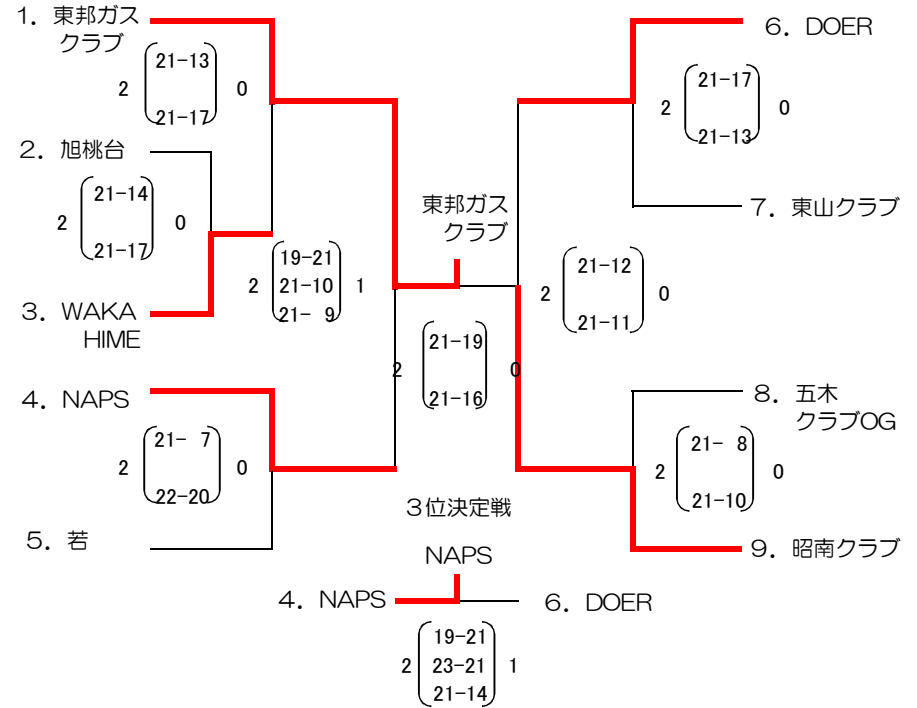 1. 東邦ガス
クラブ
2 21-13 0
21-17
2. 旭桃台
2 21-14 0
21-17
3. WAKA
HIME
19-21
2 21-10 1
21- 9
4. NAPS
2 21- 7 0
22-20
5. 若
東邦ガス
クラブ
21-19
2 0
21-16
6. DOER
2 21-17 0
21-13
7. 東山クラブ
21-12
2 0
21-11
8. 五木
クラブOG
21- 8
2 0
21-10
9. 昭南クラブ
3位決定戦
NAPS
4. NAPS 6. DOER
19-21
2 23-21 1
21-14